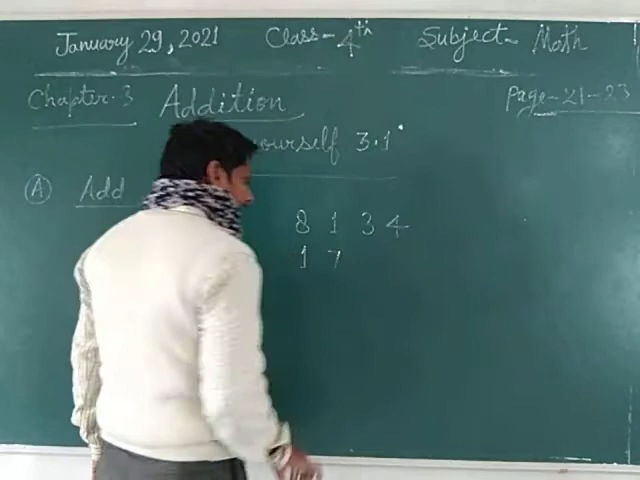 January 29, 2021 Class - 4th Subject - Math
Chapter - 3 Addition Page - 21 - 23
yourself 3.1
(A) Add
8 1 3 4
1 7